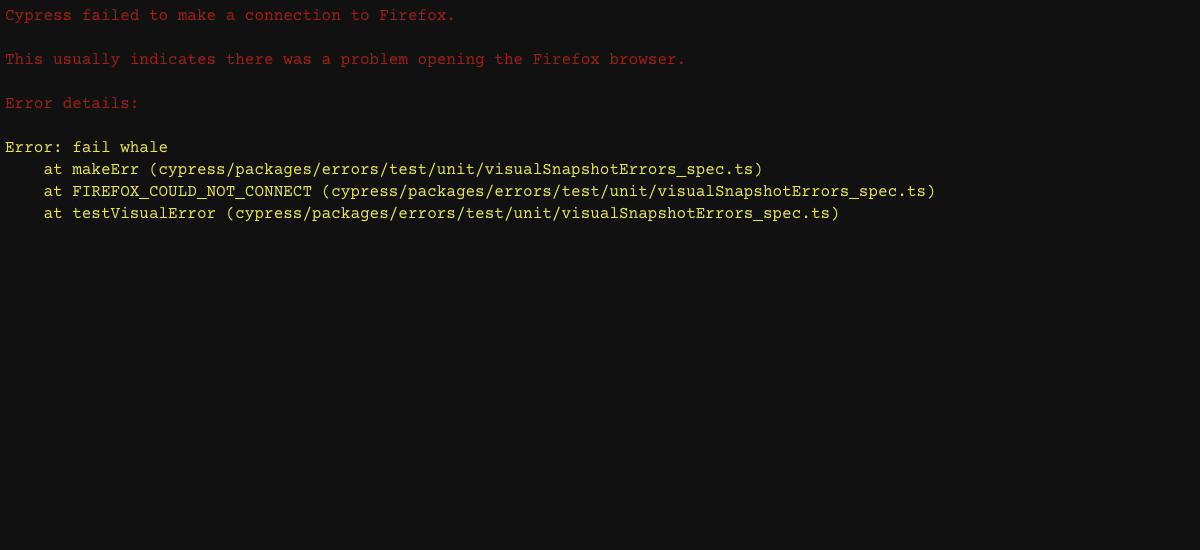 Cypress failed to make a connection to Firefox.
This usually indicates there was a problem opening the Firefox browser.
Error details:
Error: fail whale
    at makeErr (cypress/packages/errors/test/unit/visualSnapshotErrors_spec.ts)
    at FIREFOX_COULD_NOT_CONNECT (cypress/packages/errors/test/unit/visualSnapshotErrors_spec.ts)
    at testVisualError (cypress/packages/errors/test/unit/visualSnapshotErrors_spec.ts)